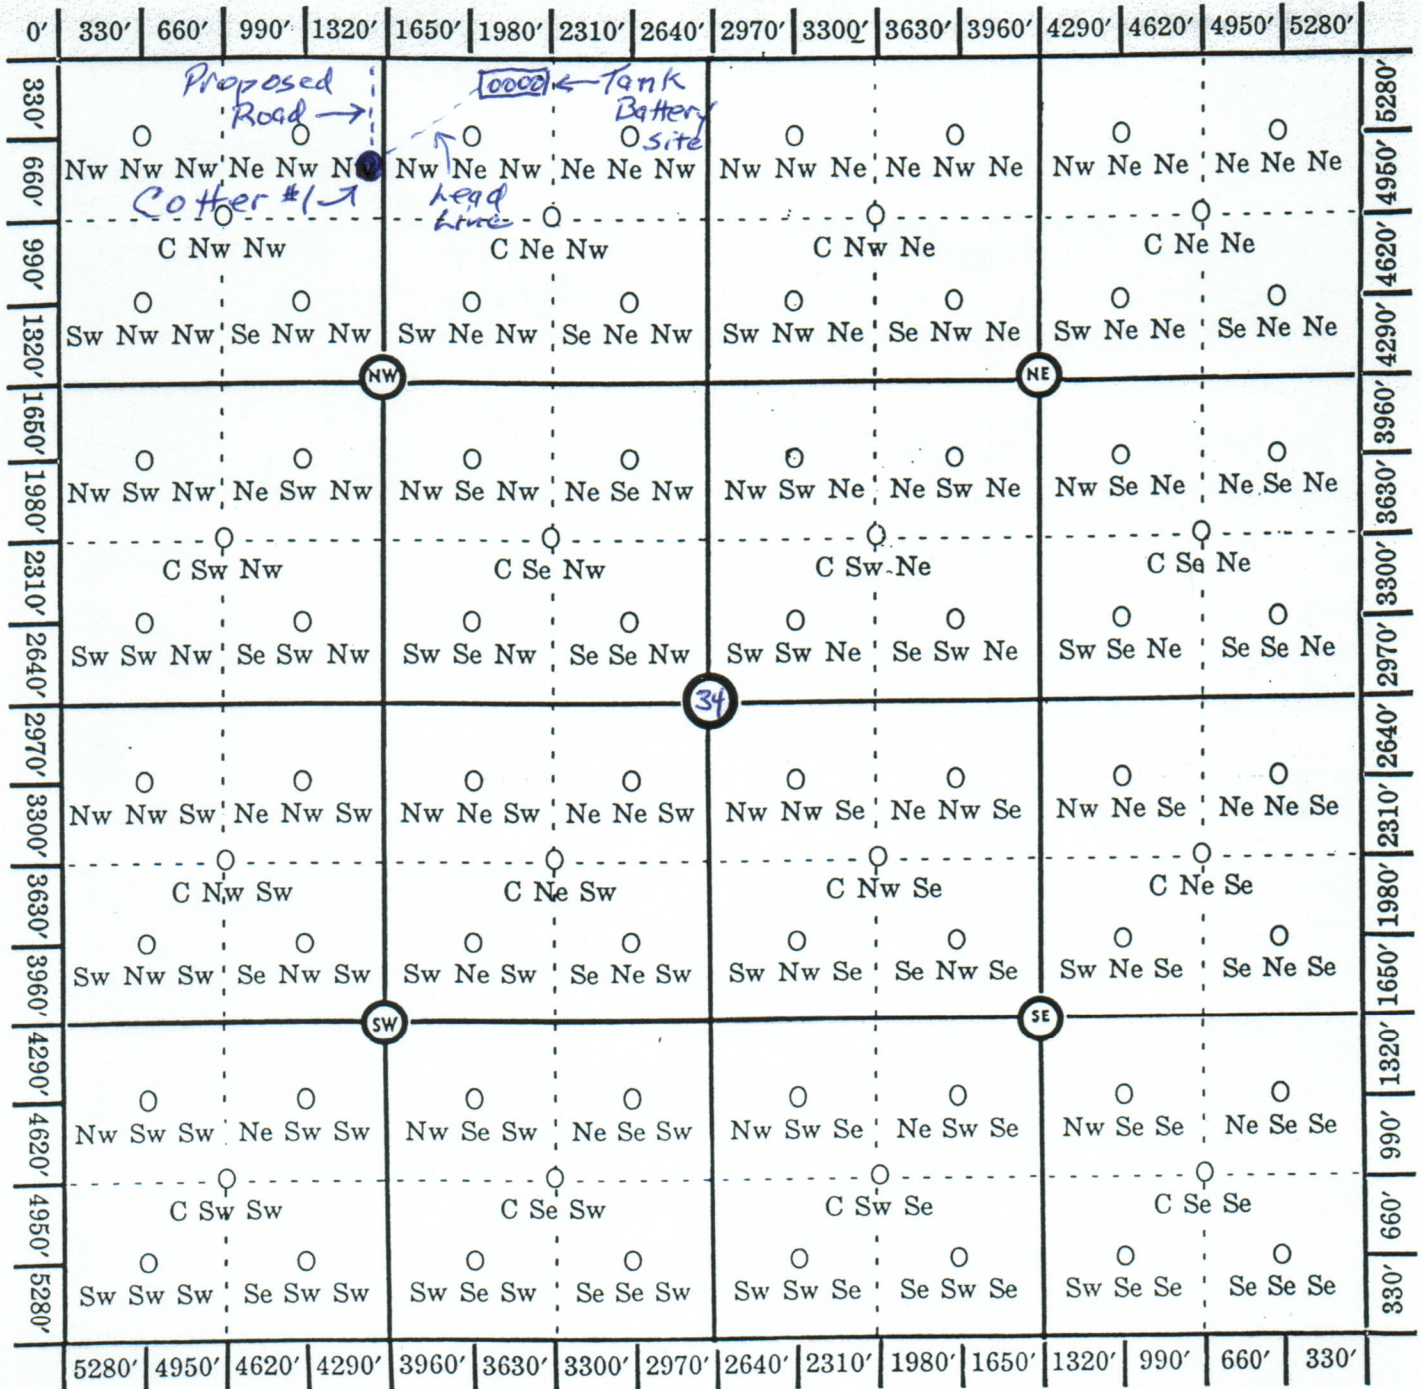 0' 330' 660' 990' 1320' 1650' 1980' 2310' 2640' 2970' 3300' 3630' 3960' 4290' 4620' 4950' 5280'
Proposed Road →
0000 ← Tank Battery site
330' 5280'
Nw Nw Nw Ne Nw Nw Nw Ne Nw Ne Ne Nw Nw Nw Ne Ne Nw Ne Nw Ne Ne Ne Ne Ne
660' 4950'
Cotter #1
Lead Line
C Nw Nw C Ne Nw C Nw Ne C Ne Ne
990' 4620'
Sw Nw Nw Se Nw Nw Sw Ne Nw Se Ne Nw Sw Nw Ne Se Nw Ne Sw Ne Ne Se Ne Ne
1320' 4290'
NW NE
1650' 3960'
Nw Sw Nw Ne Sw Nw Nw Se Nw Ne Se Nw Nw Sw Ne Ne Sw Ne Nw Se Ne Ne Se Ne
1980' 3630'
C Sw Nw C Se Nw C Sw Ne C Se Ne
2310' 3300'
Sw Sw Nw Se Sw Nw Sw Se Nw Se Se Nw Sw Sw Ne Se Sw Ne Sw Se Ne Se Se Ne
2640' 2970'
34
2970' 2640'
Nw Nw Sw Ne Nw Sw Nw Ne Sw Ne Ne Sw Nw Nw Se Ne Nw Se Nw Ne Se Ne Ne Se
3300' 2310'
C Nw Sw C Ne Sw C Nw Se C Ne Se
3630' 1980'
Sw Nw Sw Se Nw Sw Sw Ne Sw Se Ne Sw Sw Nw Se Se Nw Se Sw Ne Se Se Ne Se
3960' 1650'
SW SE
4290' 1320'
Nw Sw Sw Ne Sw Sw Nw Se Sw Ne Se Sw Nw Sw Se Ne Sw Se Nw Se Se Ne Se Se
4620' 990'
C Sw Sw C Se Sw C Sw Se C Se Se
4950' 660'
Sw Sw Sw Se Sw Sw Sw Se Sw Se Se Sw Sw Sw Se Se Sw Se Sw Se Se Se Se Se
5280' 330'
5280' 4950' 4620' 4290' 3960' 3630' 3300' 2970' 2640' 2310' 1980' 1650' 1320' 990' 660' 330'